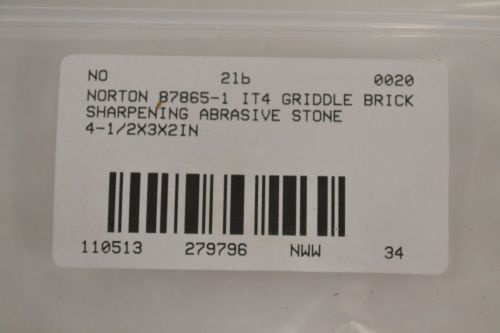 NO 21b 0020
NORTON 87865-1 IT4 GRIDDLE BRICK
SHARPENING ABRASIVE STONE
4-1/2X3X2IN
110513 279796 NWW 34